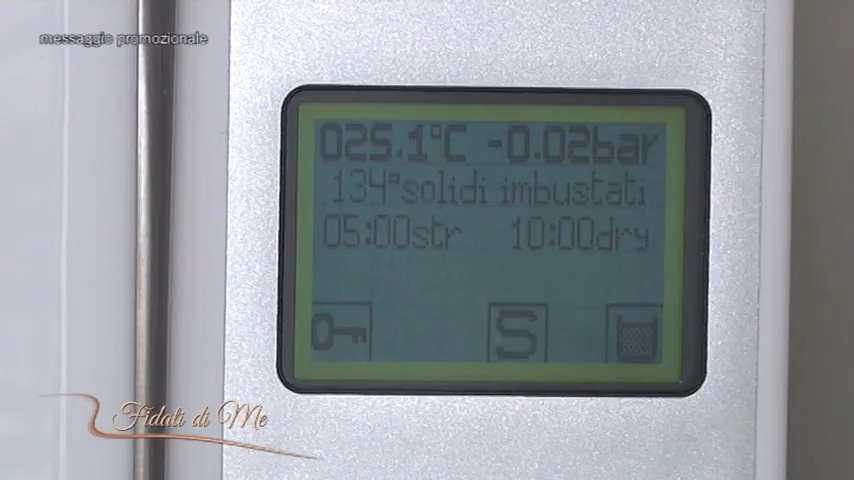 messaggio promozionale
025.1°C -0.02bar
134°solidi imbustati
05:00str 10:00dry
S
Fidati di Me